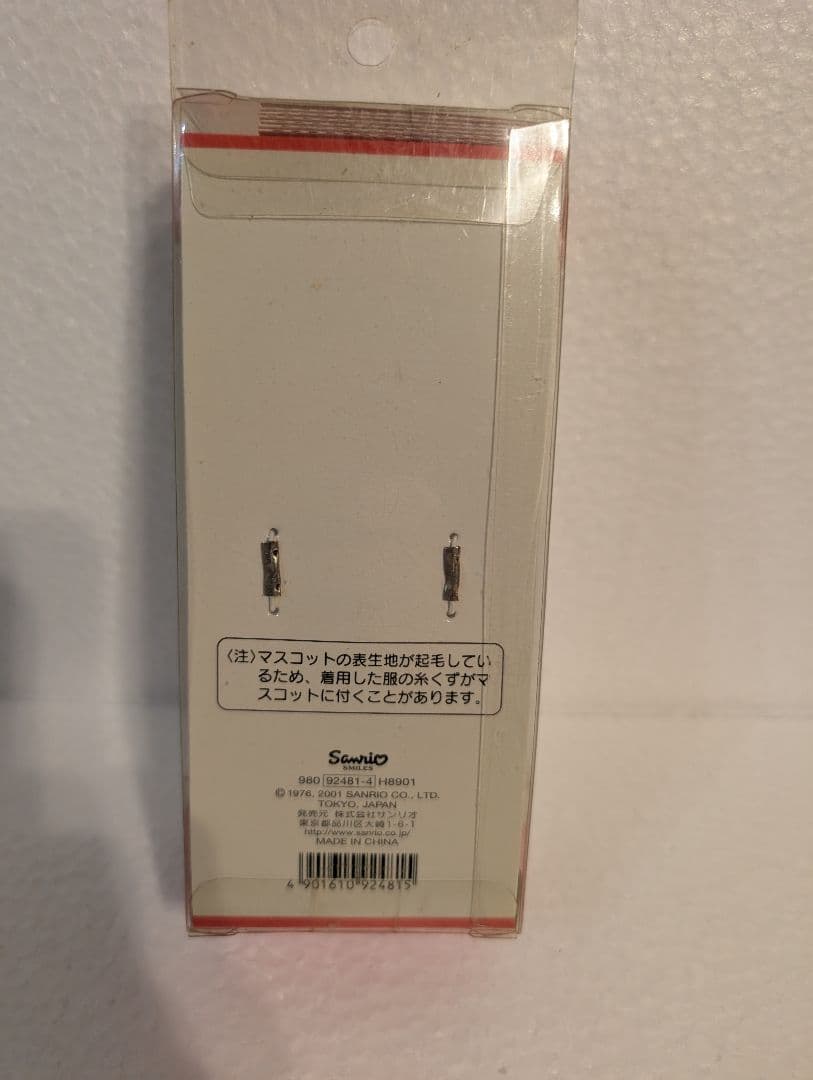 〈注〉マスコットの表生地が起毛してい
るため、着用した服の糸くずがマ
スコットに付くことがあります。
Sanrio
SMILES
980 92481-4 H8901
© 1976, 2001 SANRIO CO., LTD.
TOKYO, JAPAN
発売元 株式会社サンリオ
東京都品川区大崎1-6-1
http://www.sanrio.co.jp/
MADE IN CHINA
4 901610 924815